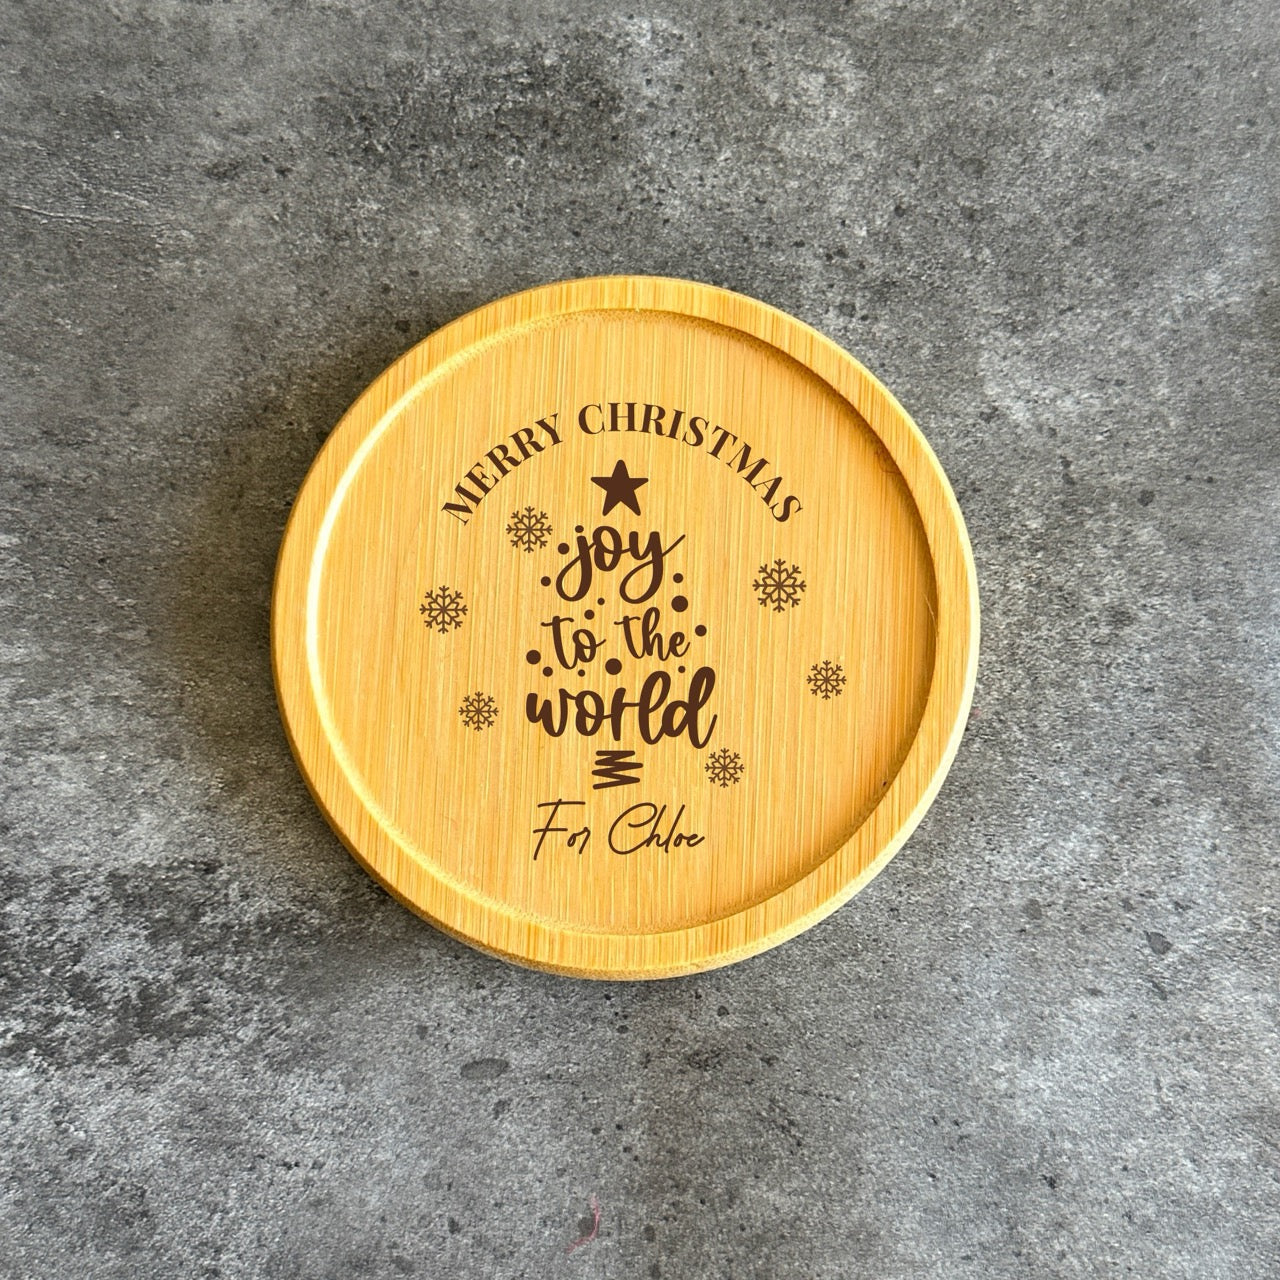 MERRY CHRISTMAS
joy
to the
world
For Chloe